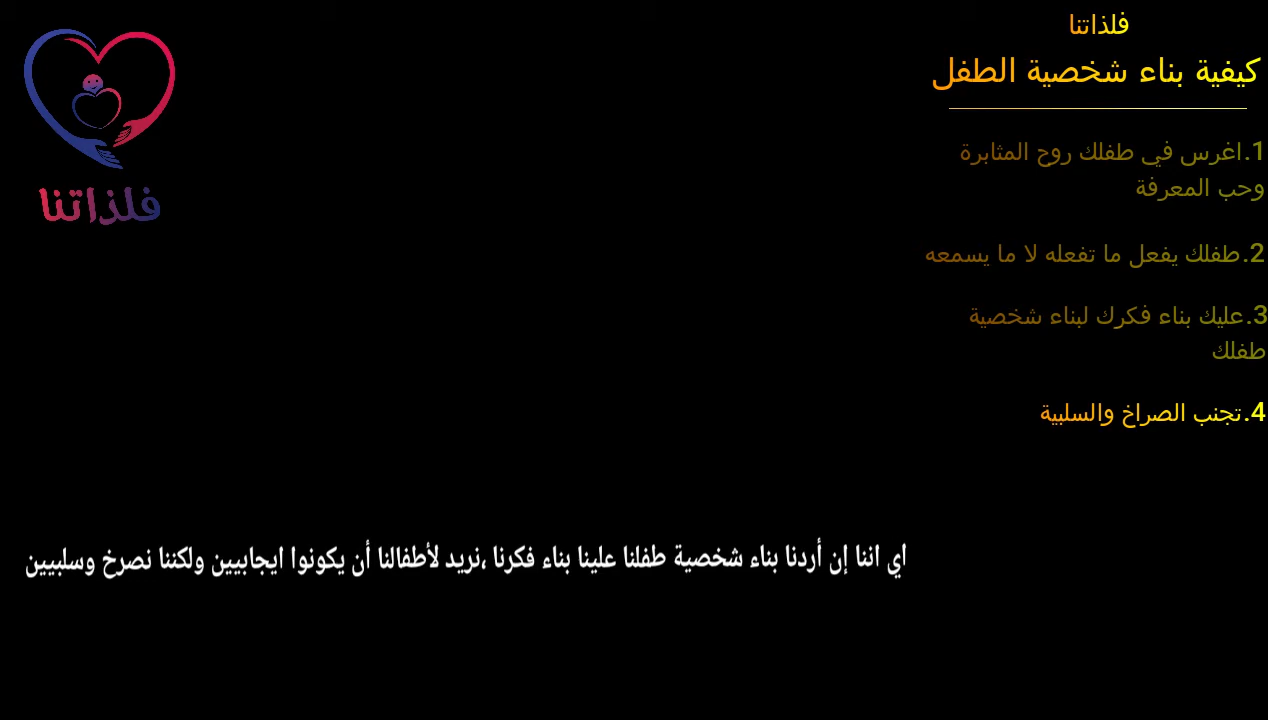 فلذاتنا
فلذاتنا
كيفية بناء شخصية الطفل
1.اغرس في طفلك روح المثابرة
وحب المعرفة
2.طفلك يفعل ما تفعله لا ما يسمعه
3.عليك بناء فكرك لبناء شخصية
طفلك
4.تجنب الصراخ والسلبية
اي اننا إن أردنا بناء شخصية طفلنا علينا بناء فكرنا ،نريد لأطفالنا أن يكونوا ايجابيين ولكننا نصرخ وسلبيين